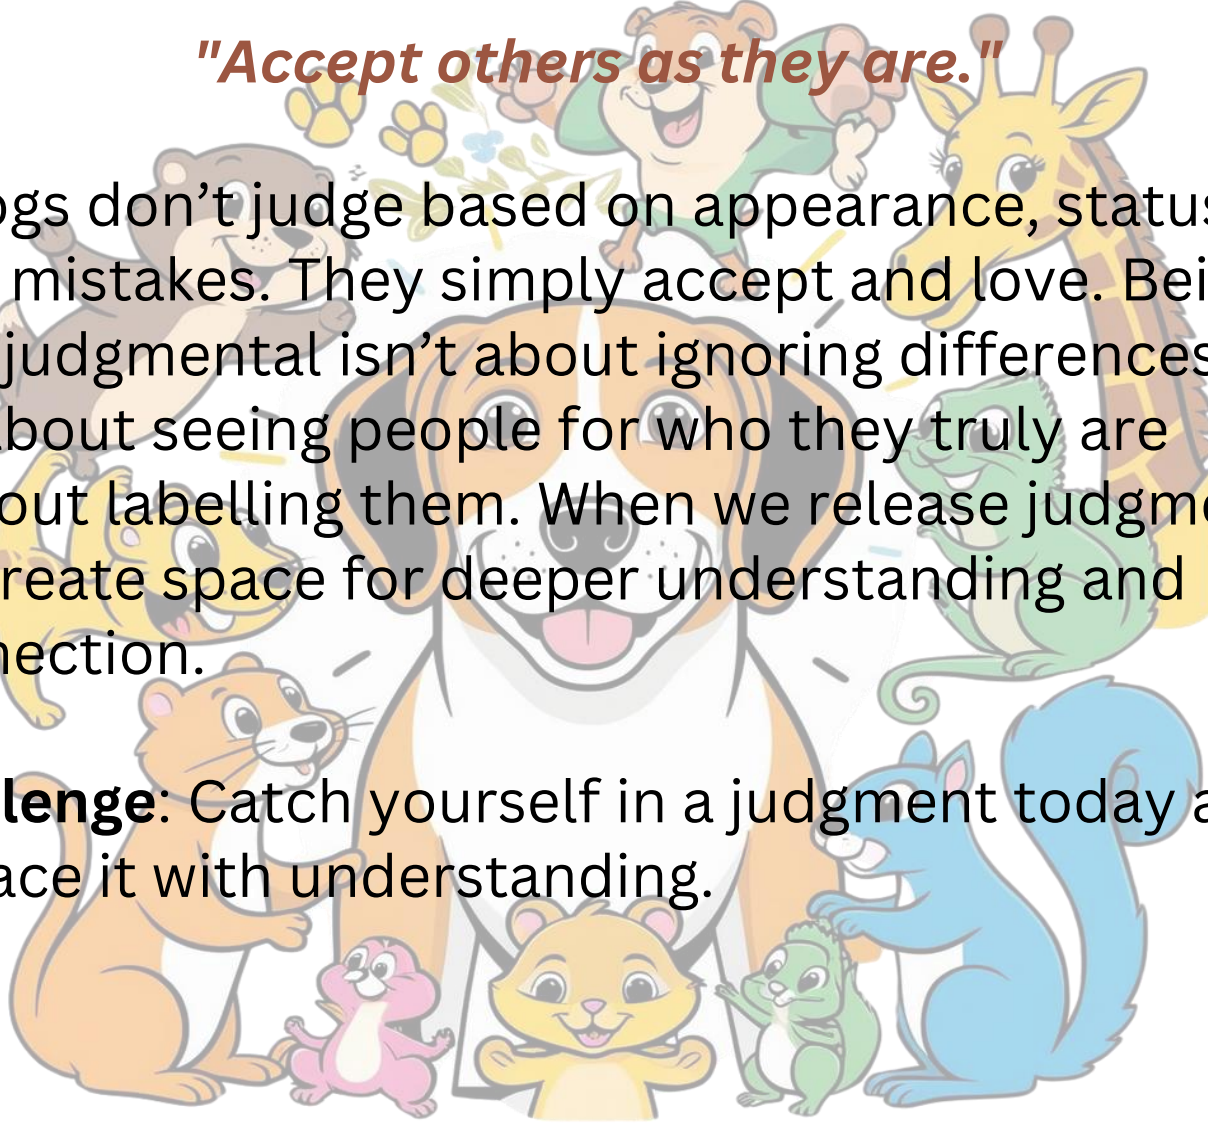 "Accept others as they are."
ogs don’t judge based on appearance, status
mistakes. They simply accept and love. Bei
judgmental isn’t about ignoring differences
bout seeing people for who they truly are
out labelling them. When we release judgme
reate space for deeper understanding and
nection.
lenge: Catch yourself in a judgment today a
ace it with understanding.